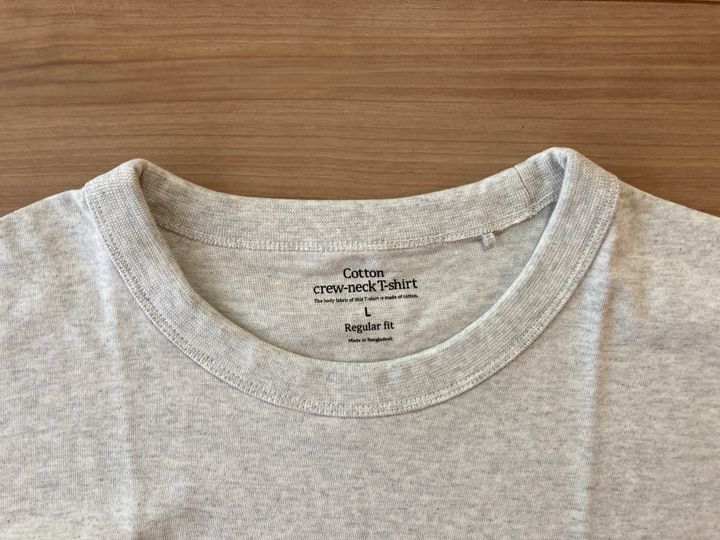 Cotton
crew-neck T-shirt
The body fabric of this T-shirt is made of cotton.
L
Regular fit
Made in Bangladesh